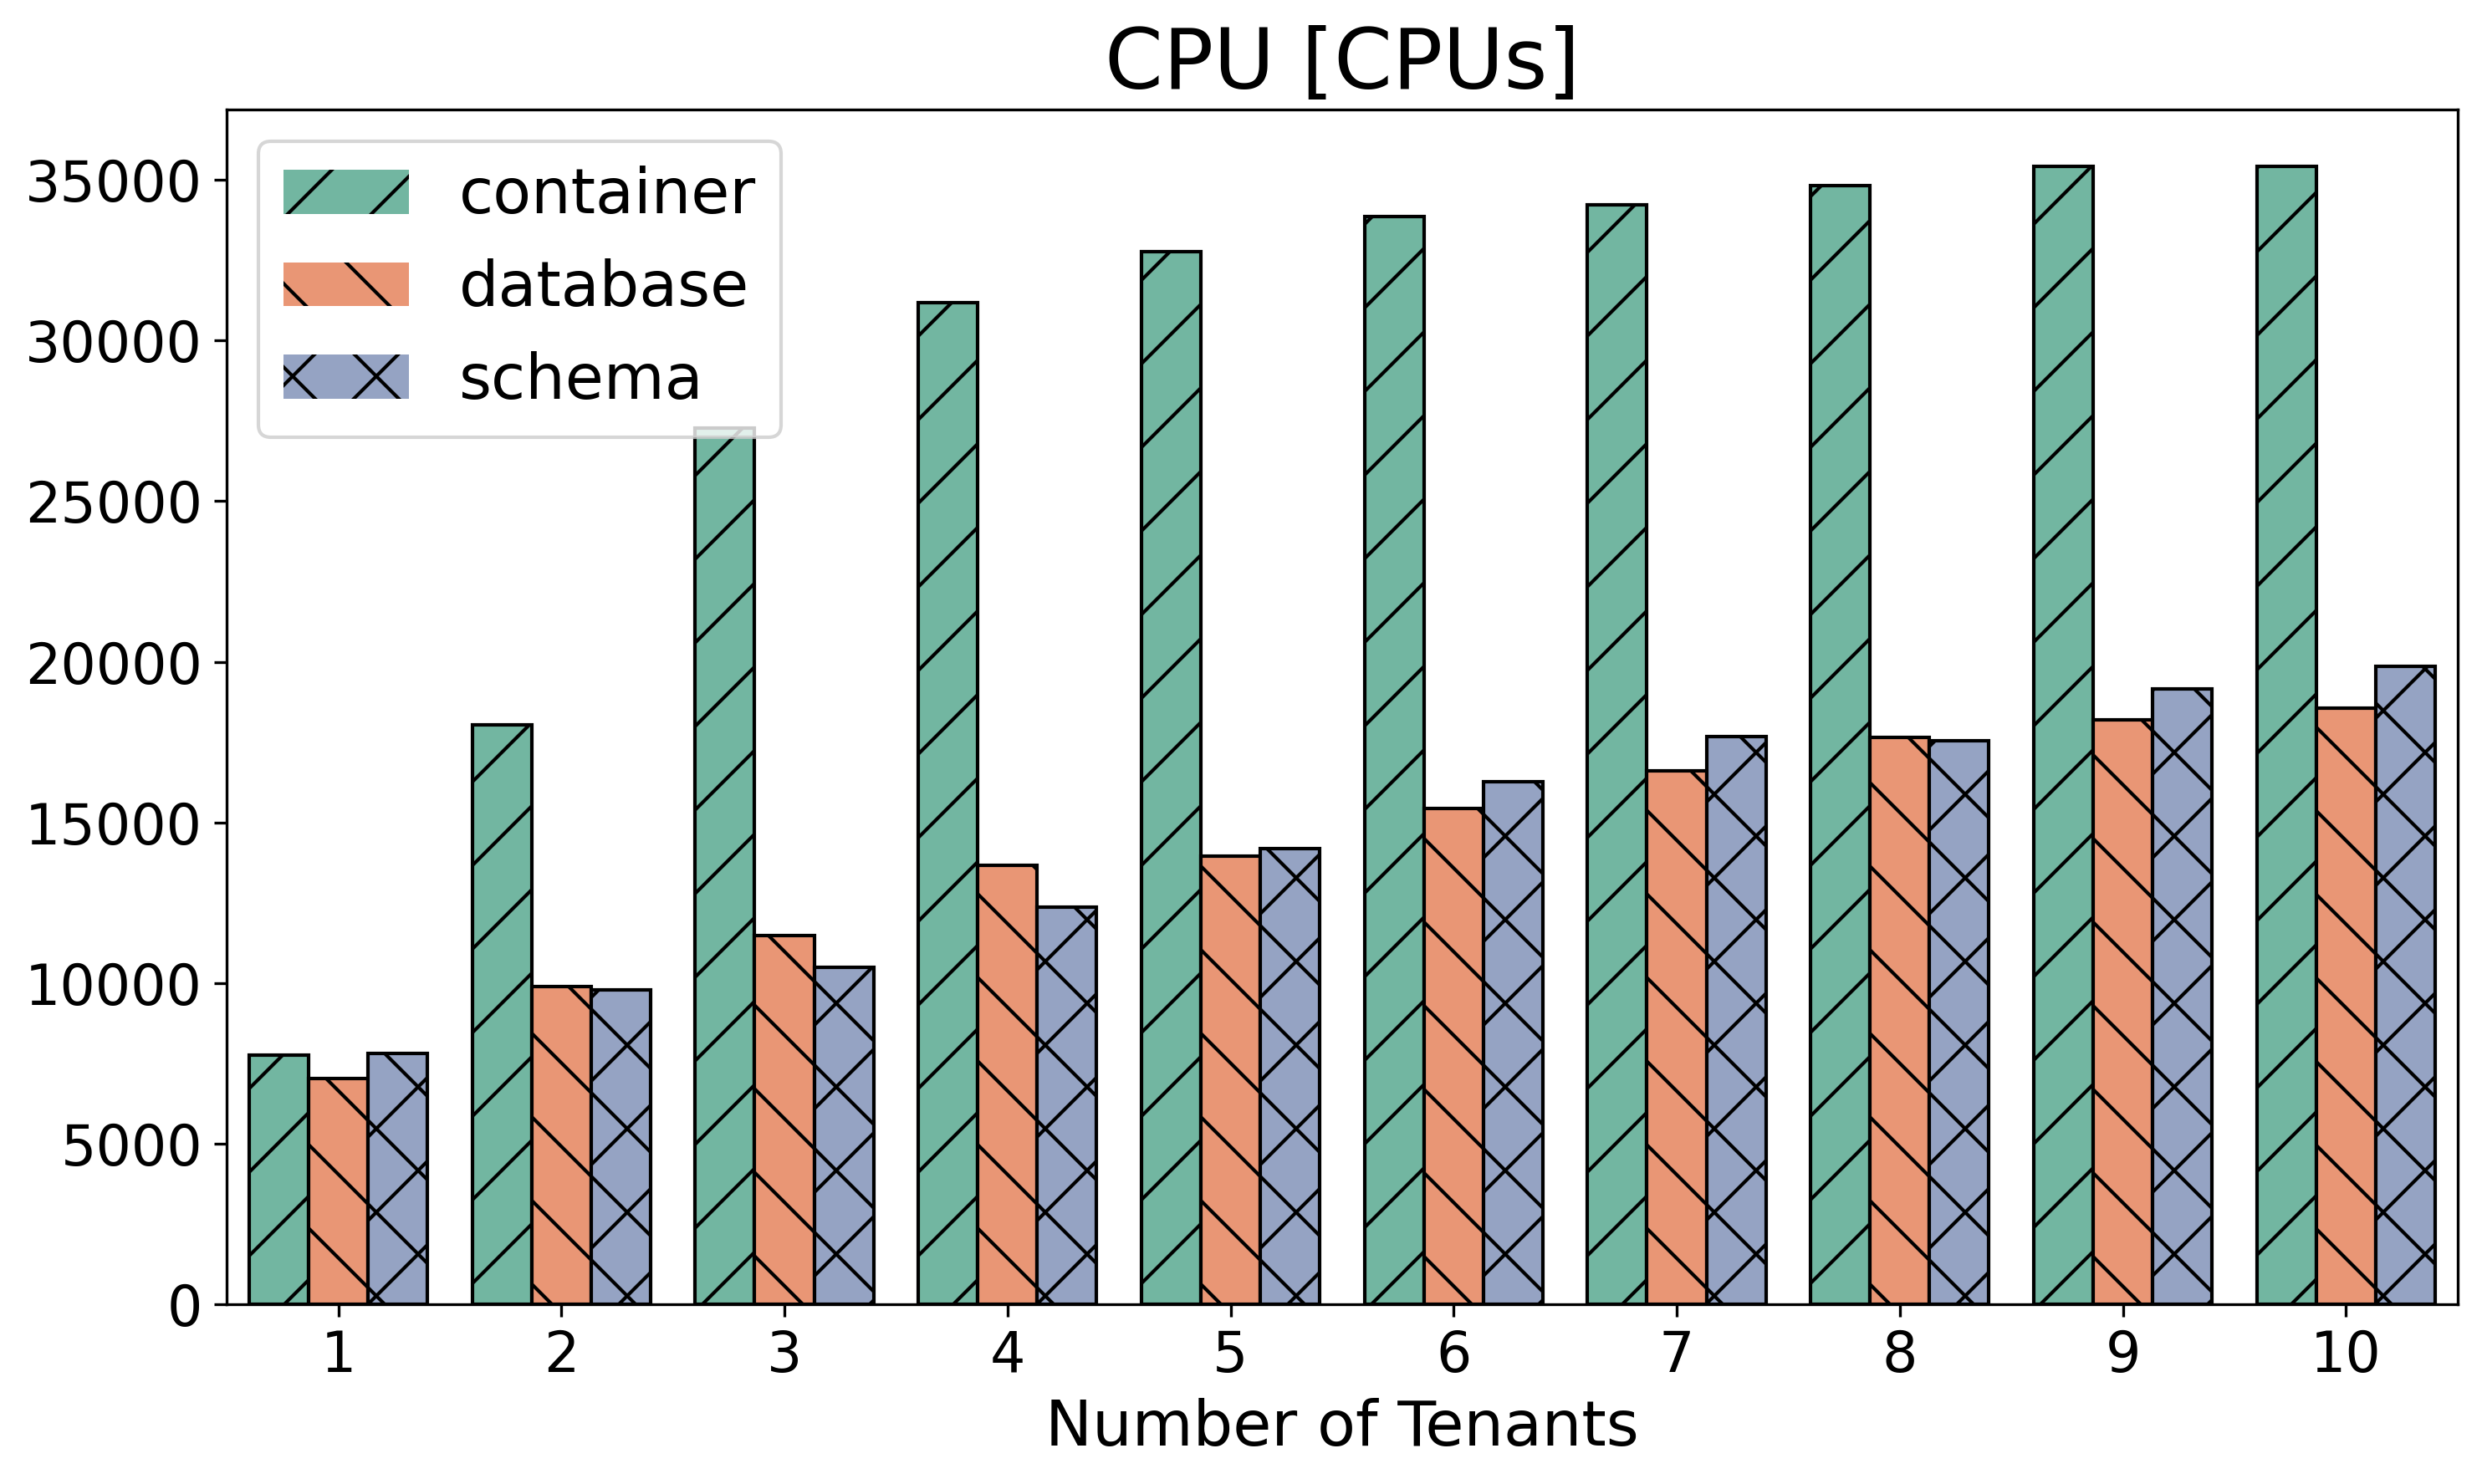 CPU [CPUs]
container
database
schema
35000
30000
25000
20000
15000
10000
5000
0
1 2 3 4 5 6 7 8 9 10
Number of Tenants